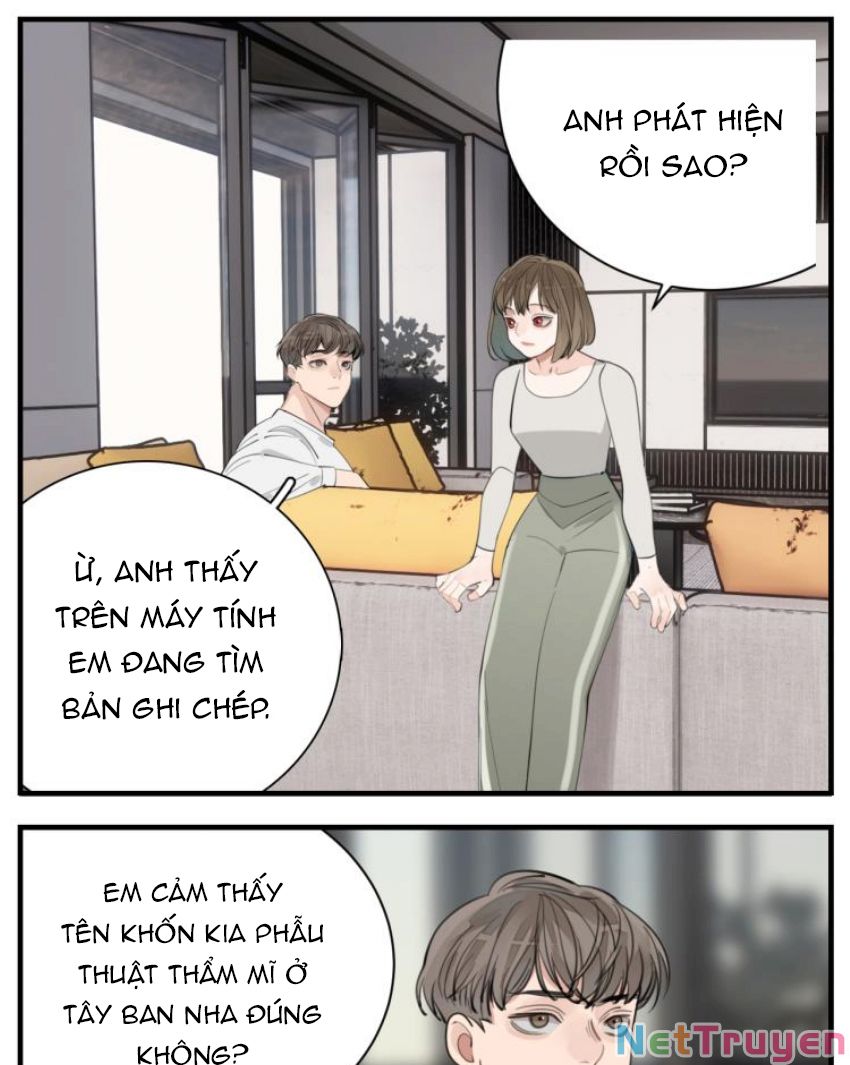 ANH PHÁT HIỆN
RỒI SAO?
Ừ, ANH THẤY
TRÊN MÁY TÍNH
EM ĐANG TÌM
BẢN GHI CHÉP.
EM CẢM THẤY
TÊN KHỐN KIA PHẪU
THUẬT THẨM MĨ Ở
TÂY BAN NHA ĐÚNG
KHÔNG?
NETTRUYEN